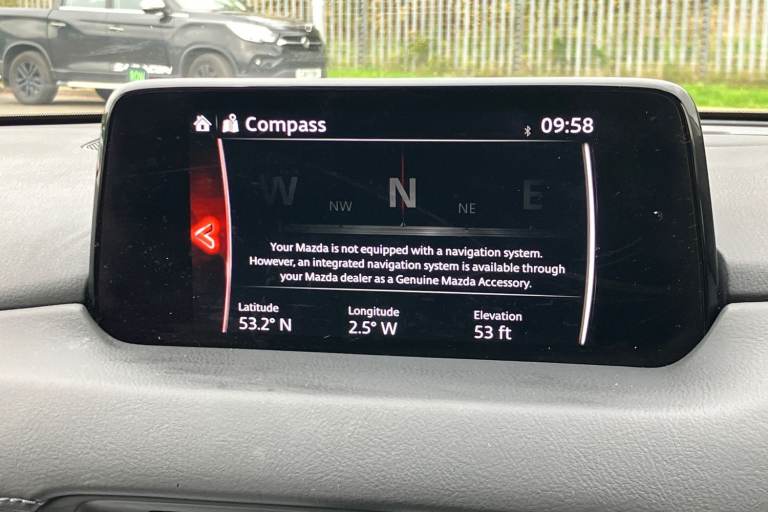 Compass
09:58
W NW N NE E
Your Mazda is not equipped with a navigation system.
However, an integrated navigation system is available through
your Mazda dealer as a Genuine Mazda Accessory.
Latitude Longitude Elevation
53.2° N 2.5° W 53 ft